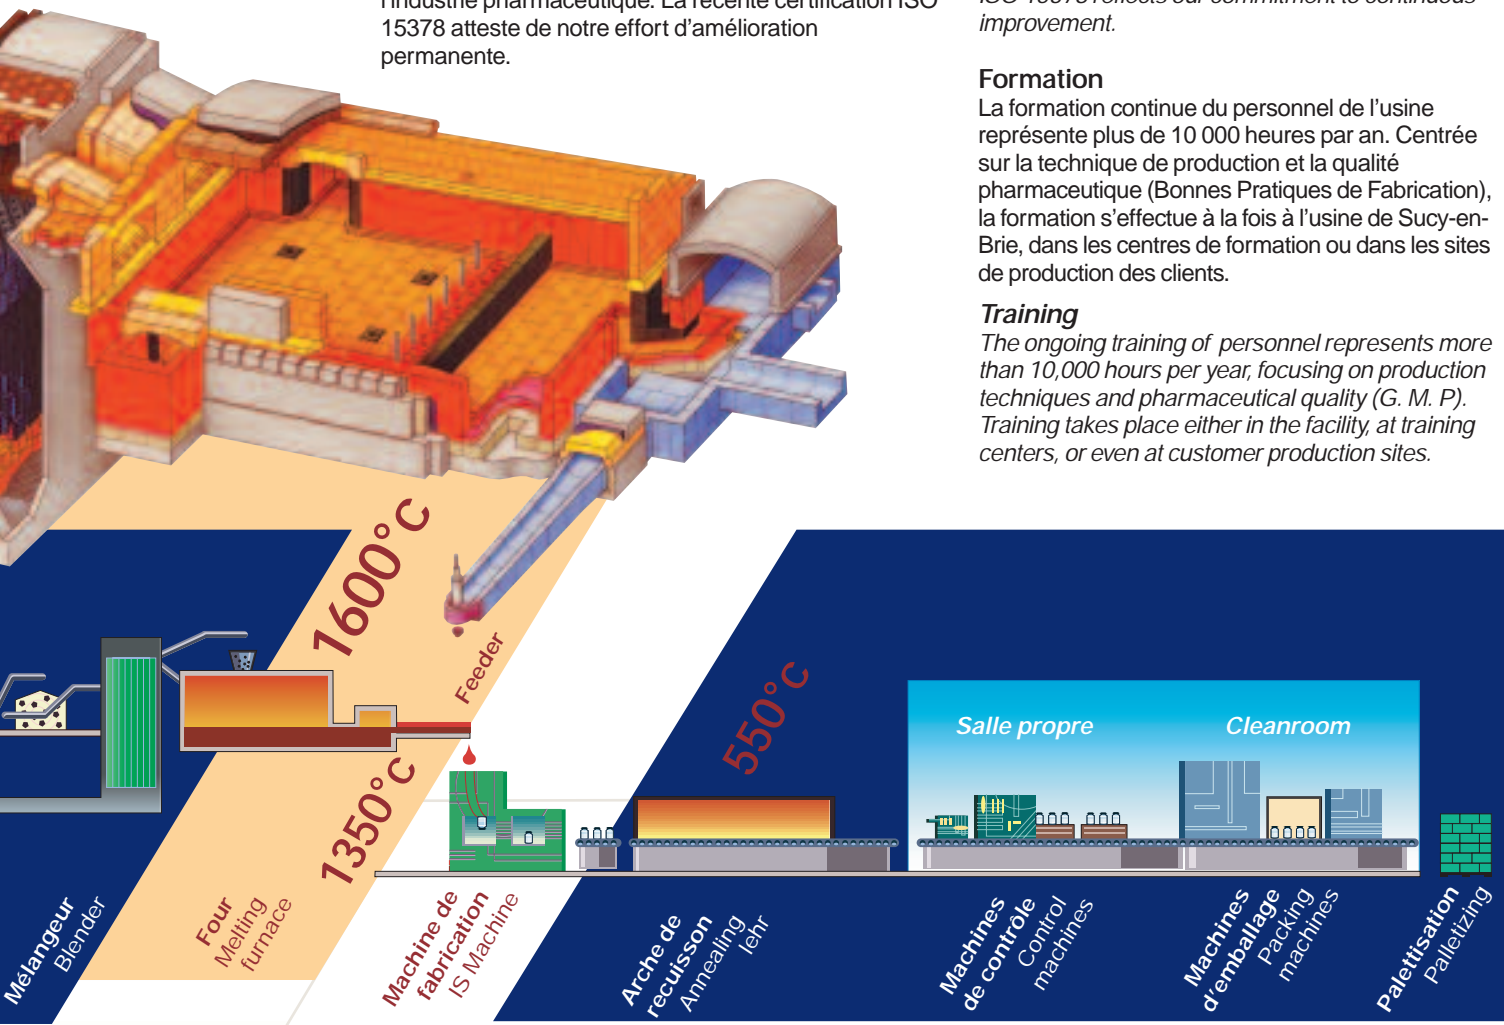 l'industrie pharmaceutique. La récente certification ISO
15378 atteste de notre effort d'amélioration
permanente.
ISO 15378 reflects our commitment to continuous
improvement.
Formation
La formation continue du personnel de l'usine
représente plus de 10 000 heures par an. Centrée
sur la technique de production et la qualité
pharmaceutique (Bonnes Pratiques de Fabrication),
la formation s'effectue à la fois à l'usine de Sucy-en-
Brie, dans les centres de formation ou dans les sites
de production des clients.
Training
The ongoing training of personnel represents more
than 10,000 hours per year, focusing on production
techniques and pharmaceutical quality (G. M. P).
Training takes place either in the facility, at training
centers, or even at customer production sites.
1600°C
Feeder
1350°C
550°C
Salle propre
Cleanroom
Mélangeur
Blender
Four
Melting
furnace
Machine de
fabrication
IS Machine
Arche de
recuisson
Annealing
lehr
Machines
de contrôle
Control
machines
Machines
d'emballage
Packing
machines
Palettisation
Palletizing